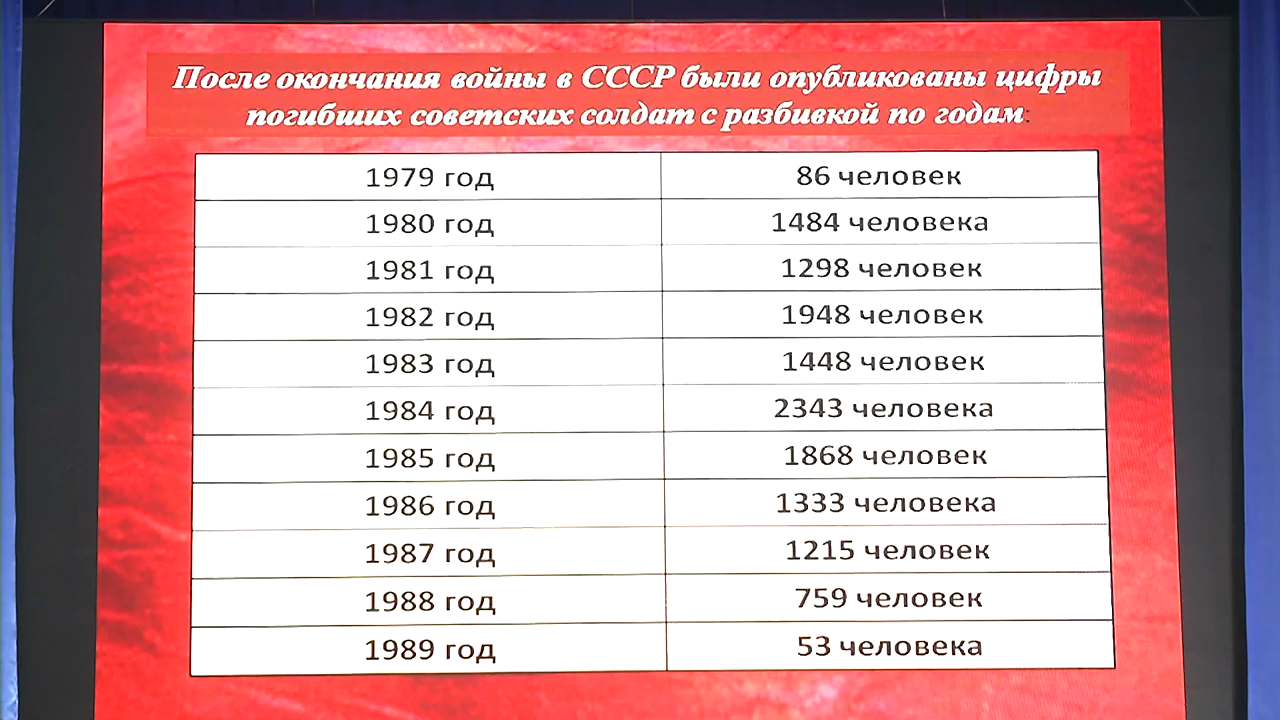 После окончания войны в СССР были опубликованы цифры
погибших советских солдат с разбивкой по годам:
1979 год 86 человек
1980 год 1484 человека
1981 год 1298 человек
1982 год 1948 человек
1983 год 1448 человек
1984 год 2343 человека
1985 год 1868 человек
1986 год 1333 человека
1987 год 1215 человек
1988 год 759 человек
1989 год 53 человека